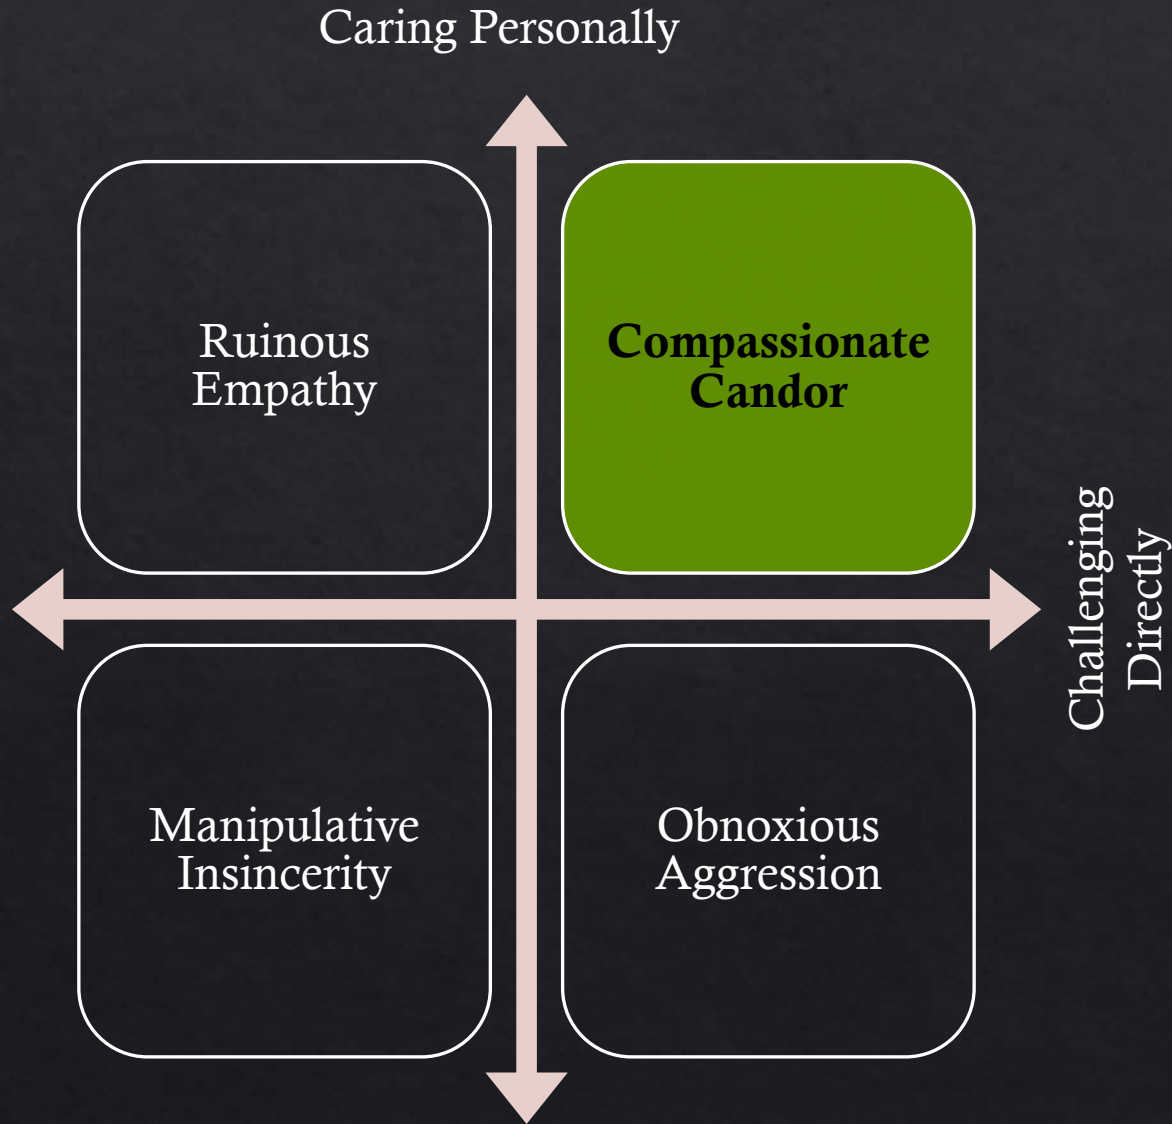 Caring Personally
Ruinous
Empathy
Compassionate
Candor
Challenging
Directly
Manipulative
Insincerity
Obnoxious
Aggression